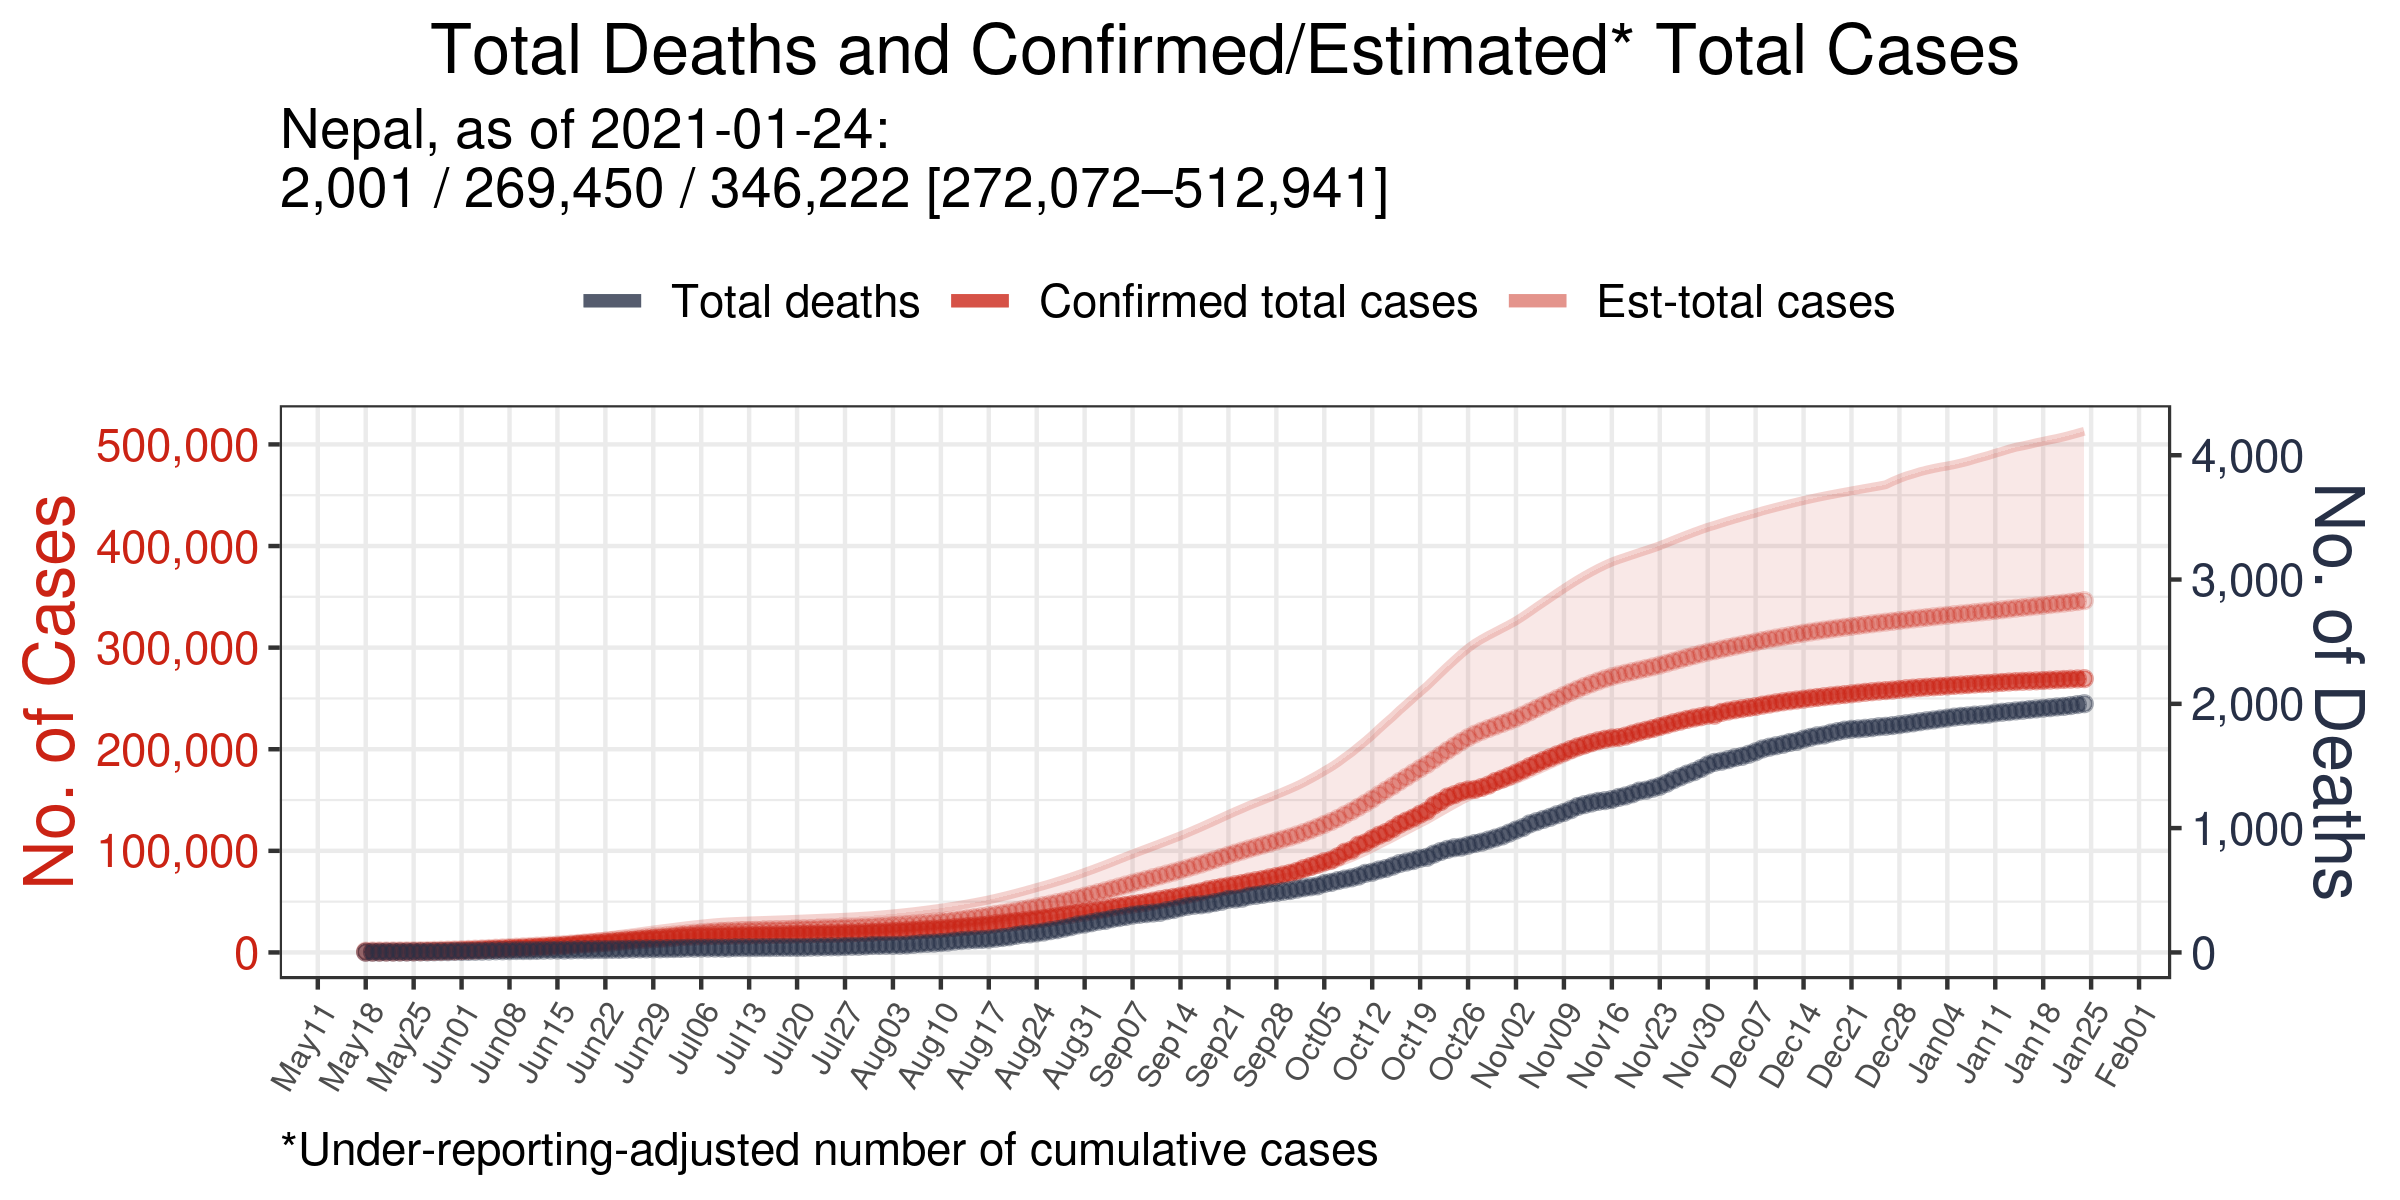 Total Deaths and Confirmed/Estimated* Total Cases
Nepal, as of 2021-01-24:
2,001 / 269,450 / 346,222 [272,072–512,941]
Total deaths Confirmed total cases Est-total cases
No. of Cases
500,000
400,000
300,000
200,000
100,000
0
4,000
3,000
2,000
1,000
0
No. of Deaths
May11 May18 May25 Jun01 Jun08 Jun15 Jun22 Jun29 Jul06 Jul13 Jul20 Jul27 Aug03 Aug10 Aug17 Aug24 Aug31 Sep07 Sep14 Sep21 Sep28 Oct05 Oct12 Oct19 Oct26 Nov02 Nov09 Nov16 Nov23 Nov30 Dec07 Dec14 Dec21 Dec28 Jan04 Jan11 Jan18 Jan25 Feb01
*Under-reporting-adjusted number of cumulative cases